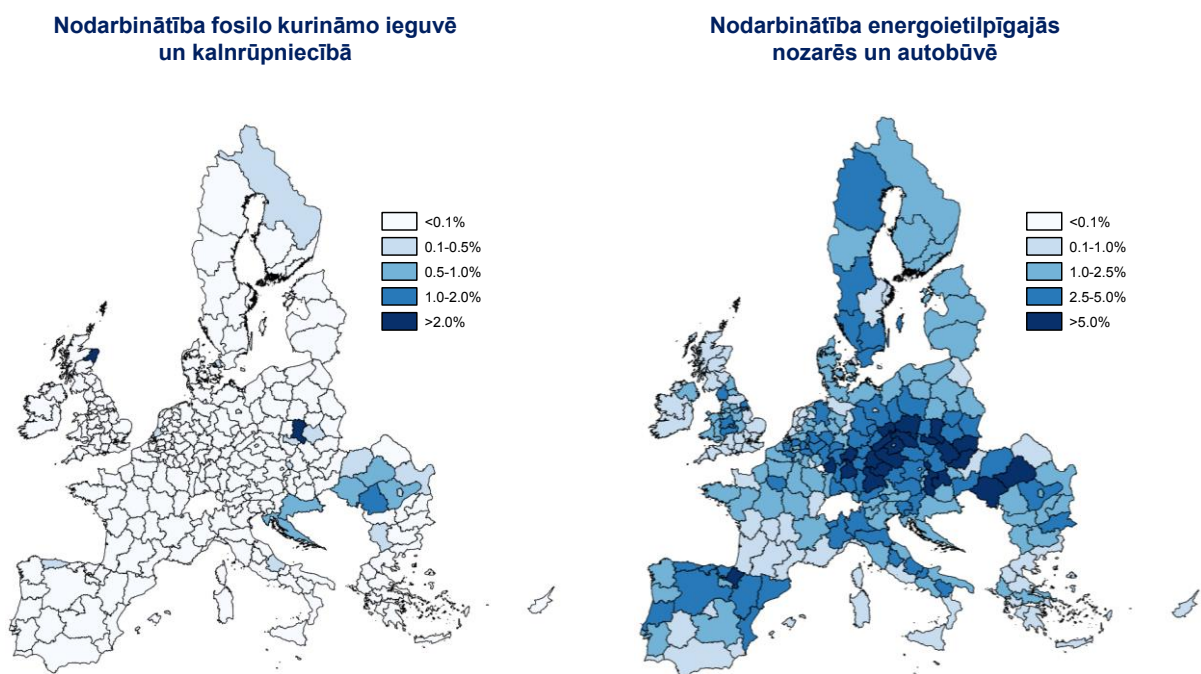 Nodarbinātība fosilo kurināmo ieguvē
un kalnrūpniecībā
<0.1%
0.1-0.5%
0.5-1.0%
1.0-2.0%
>2.0%
Nodarbinātība energoietilpīgajās
nozarēs un autobūvē
<0.1%
0.1-1.0%
1.0-2.5%
2.5-5.0%
>5.0%